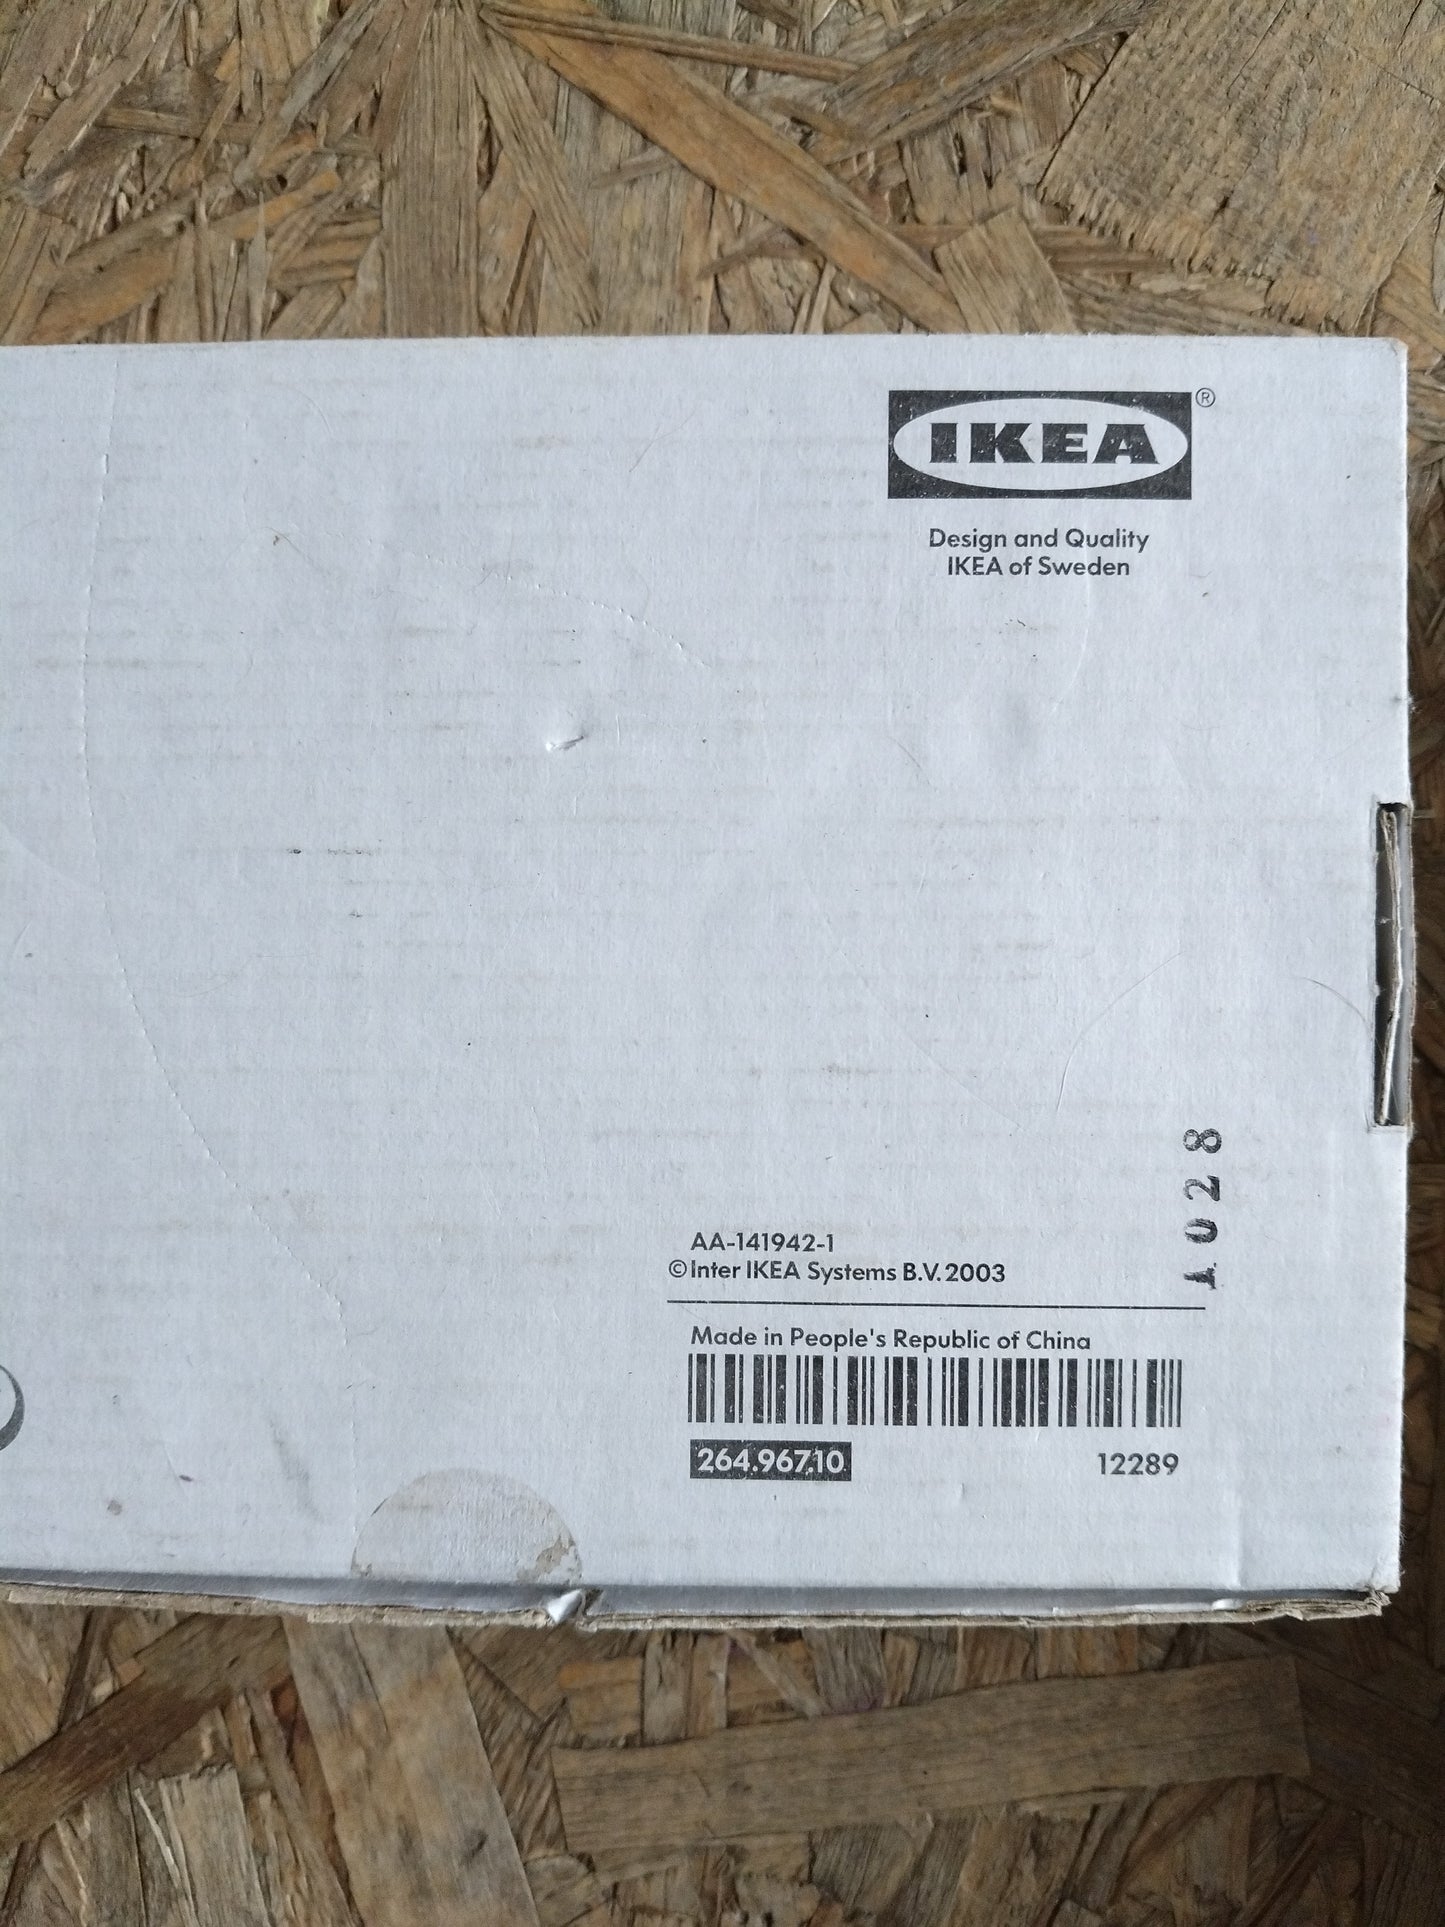 IKEA®
Design and Quality
IKEA of Sweden
1028
AA-141942-1
© Inter IKEA Systems B.V. 2003
Made in People's Republic of China
264.967.10
12289